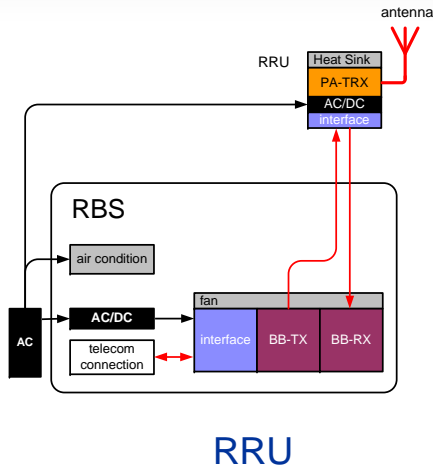 antenna
RRU
Heat Sink
PA-TRX
AC/DC
interface
RBS
air condition
fan
AC
AC/DC
telecom
connection
interface
BB-TX
BB-RX
RRU